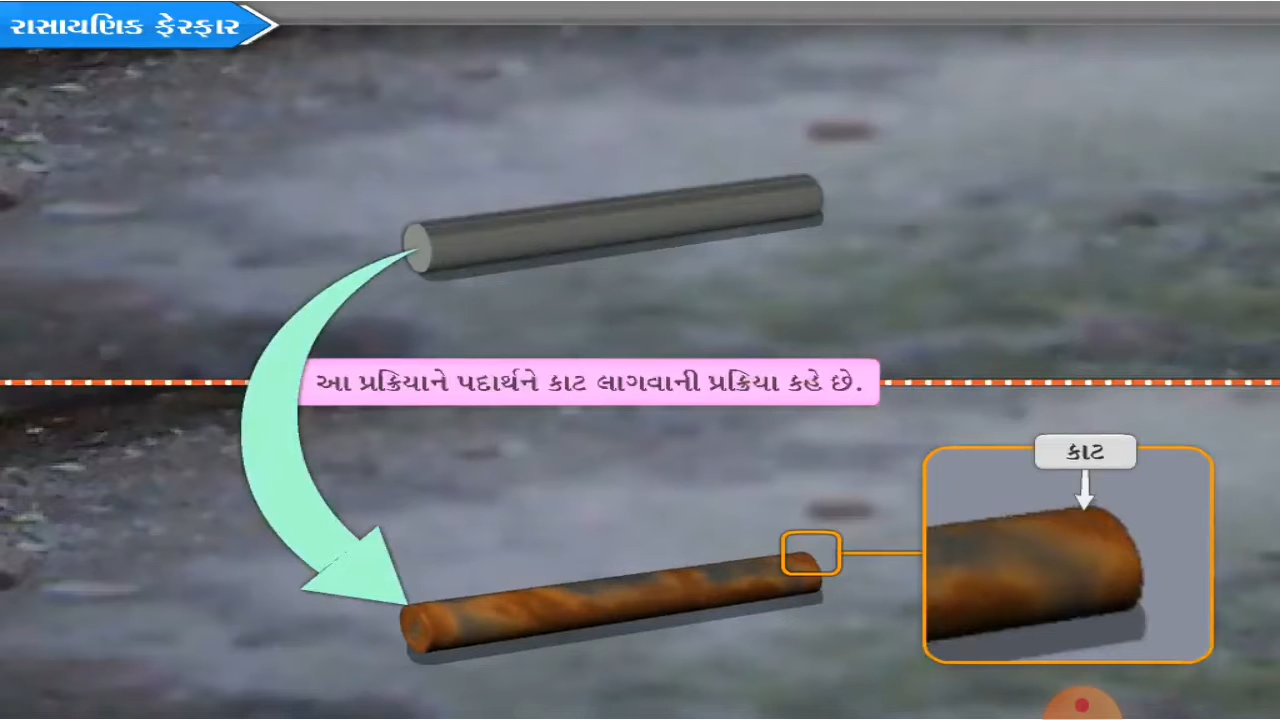 રાસાયણિક ફેરફાર
આ પ્રક્રિયાને પદાર્થને કાટ લાગવાની પ્રક્રિયા કહે છે.
કાટ